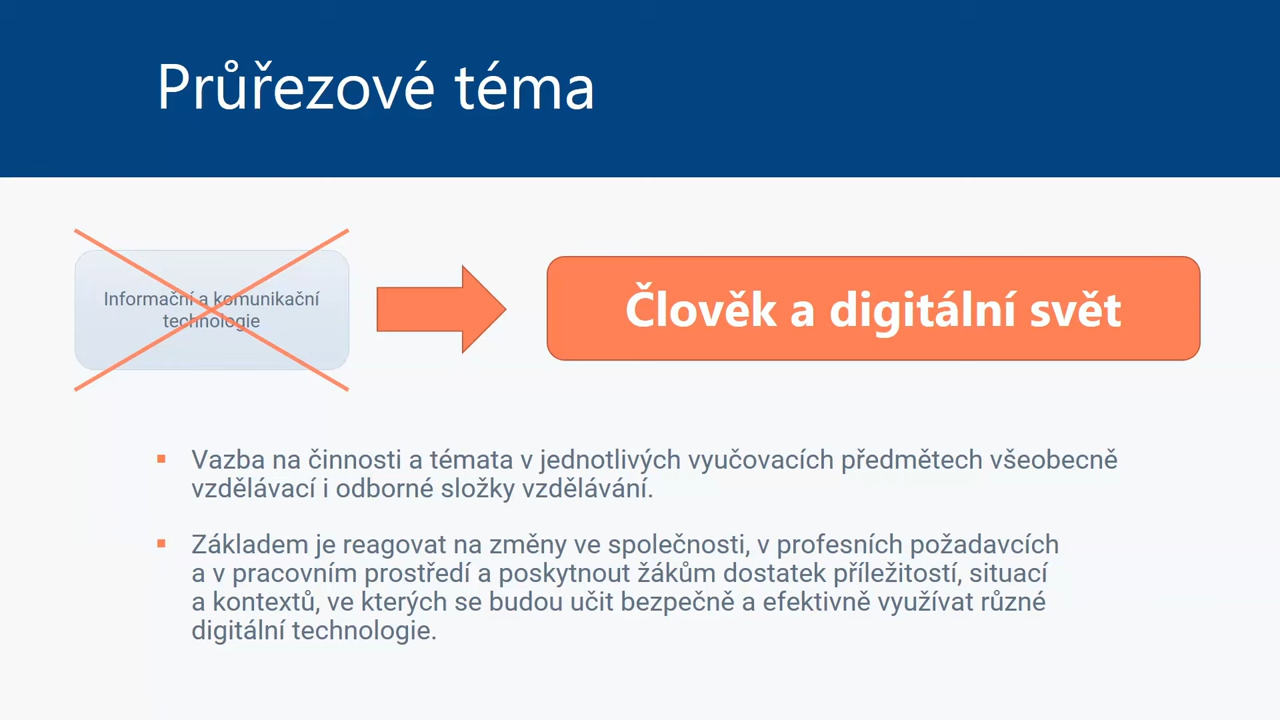 Průřezové téma
Informační a komunikační
technologie
Člověk a digitální svět
Vazba na činnosti a témata v jednotlivých vyučovacích předmětech všeobecně
vzdělávací i odborné složky vzdělávání.
Základem je reagovat na změny ve společnosti, v profesních požadavcích
a v pracovním prostředí a poskytnout žákům dostatek příležitostí, situací
a kontextů, ve kterých se budou učit bezpečně a efektivně využívat různé
digitální technologie.